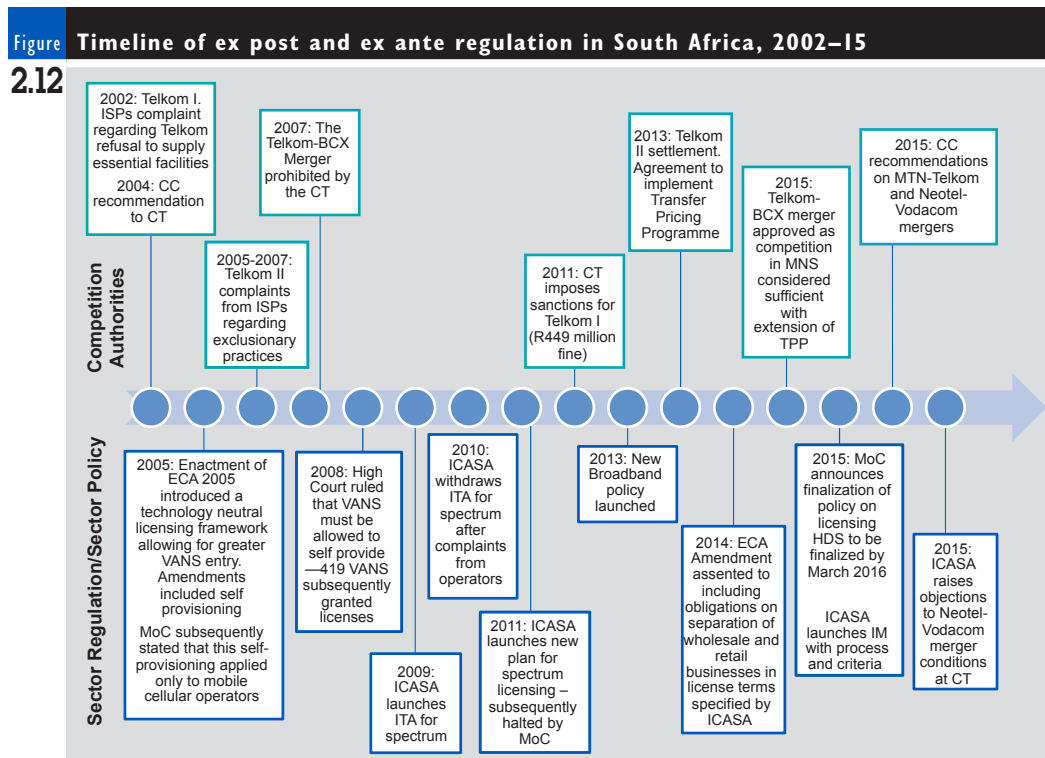 Figure 2.12
Timeline of ex post and ex ante regulation in South Africa, 2002–15
Competition
Authorities
2002: Telkom I.
ISPs complaint
regarding Telkom
refusal to supply
essential facilities
2004: CC
recommendation
to CT
2005-2007:
Telkom II
complaints
from ISPs
regarding
exclusionary
practices
2007: The
Telkom-BCX
Merger
prohibited by
the CT
2011: CT
imposes
sanctions for
Telkom I
(R449 million
fine)
2013: Telkom
II settlement.
Agreement to
implement
Transfer
Pricing
Programme
2015:
Telkom-
BCX merger
approved as
competition
in MNS
considered
sufficient
with
extension of
TPP
2015: CC
recommendations
on MTN-Telkom
and Neotel-
Vodacom
mergers
Sector Regulation/Sector Policy
2005: Enactment of
ECA 2005
introduced a
technology neutral
licensing framework
allowing for greater
VANS entry.
Amendments
included self
provisioning
MoC subsequently
stated that this self-
provisioning applied
only to mobile
cellular operators
2008: High
Court ruled
that VANS
must be
allowed to
self provide
—419 VANS
subsequently
granted
licenses
2009:
ICASA
launches
ITA for
spectrum
2010:
ICASA
withdraws
ITA for
spectrum
after
complaints
from
operators
2011: ICASA
launches new
plan for
spectrum
licensing –
subsequently
halted by
MoC
2013: New
Broadband
policy
launched
2014: ECA
Amendment
assented to
including
obligations on
separation of
wholesale and
retail
businesses in
license terms
specified by
ICASA
2015: MoC
announces
finalization of
policy on
licensing
HDS to be
finalized by
March 2016
ICASA
launches IM
with process
and criteria
2015:
ICASA
raises
objections
to Neotel-
Vodacom
merger
conditions
at CT